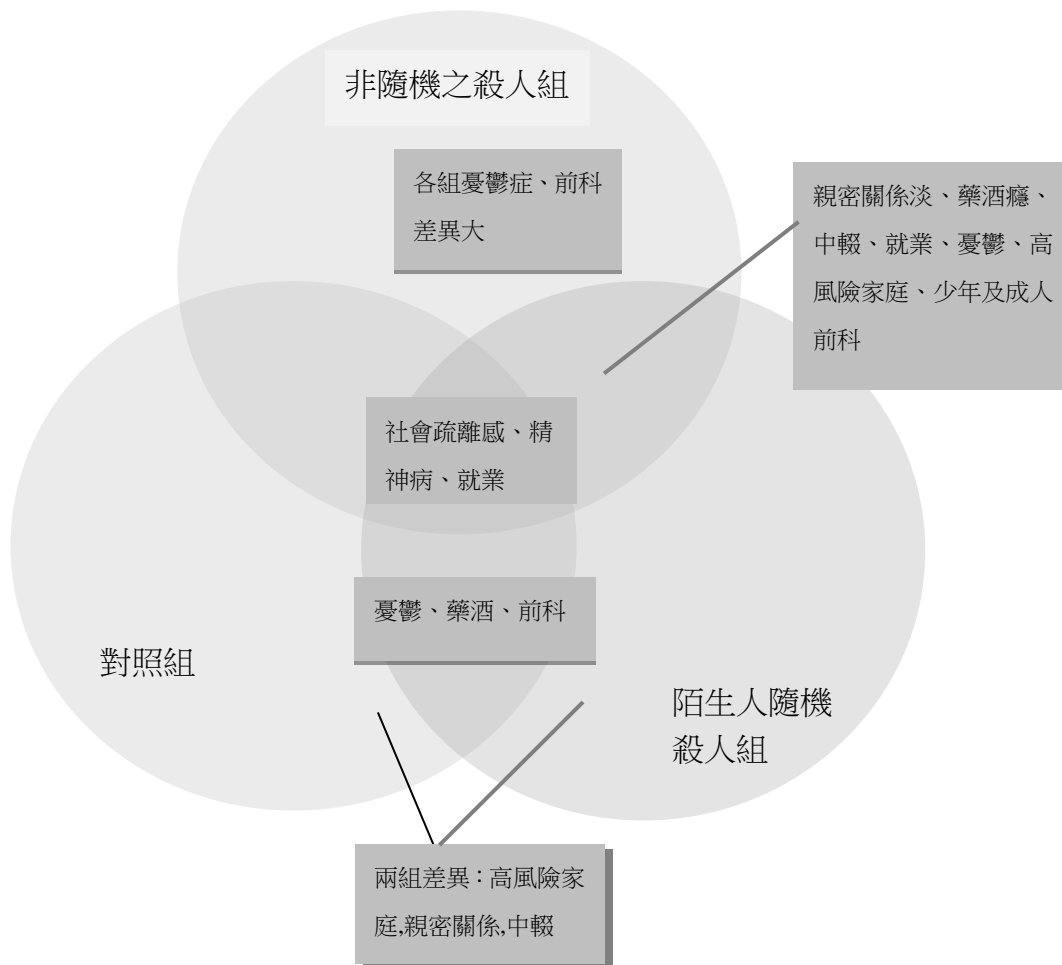 非隨機之殺人組
各組憂鬱症、前科
差異大
親密關係淡、藥酒癮、
中輟、就業、憂鬱、高
風險家庭、少年及成人
前科
社會疏離感、精
神病、就業
憂鬱、藥酒、前科
對照組
陌生人隨機
殺人組
兩組差異：高風險家
庭,親密關係,中輟